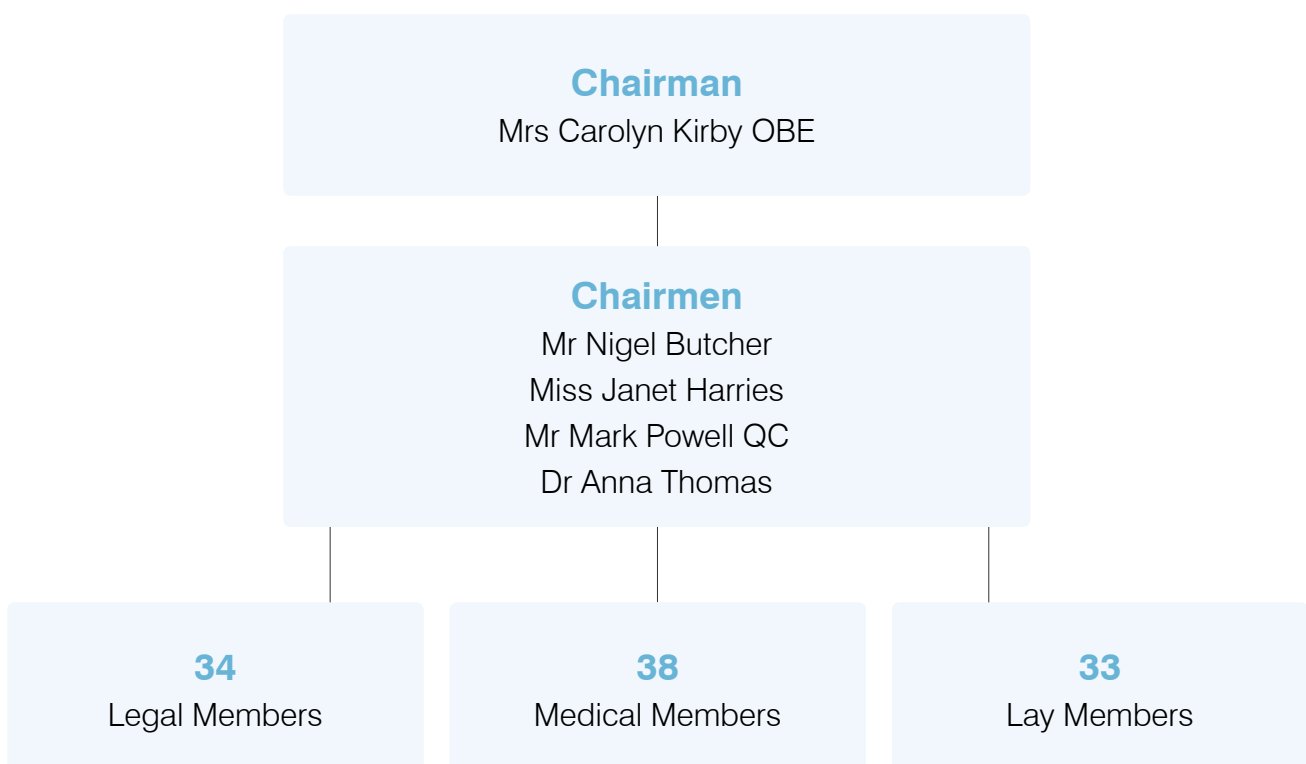 Chairman
Mrs Carolyn Kirby OBE
Chairmen
Mr Nigel Butcher
Miss Janet Harries
Mr Mark Powell QC
Dr Anna Thomas
34
Legal Members
38
Medical Members
33
Lay Members